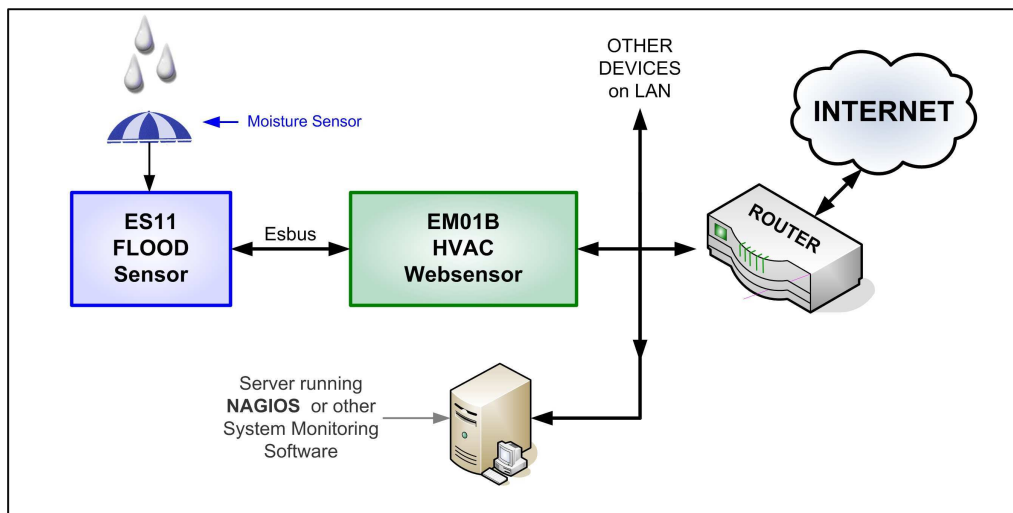 OTHER
DEVICES
on LAN
INTERNET
Moisture Sensor
ES11
FLOOD
Sensor
Esbus
EM01B
HVAC
Websensor
ROUTER
Server running
NAGIOS or other
System Monitoring
Software